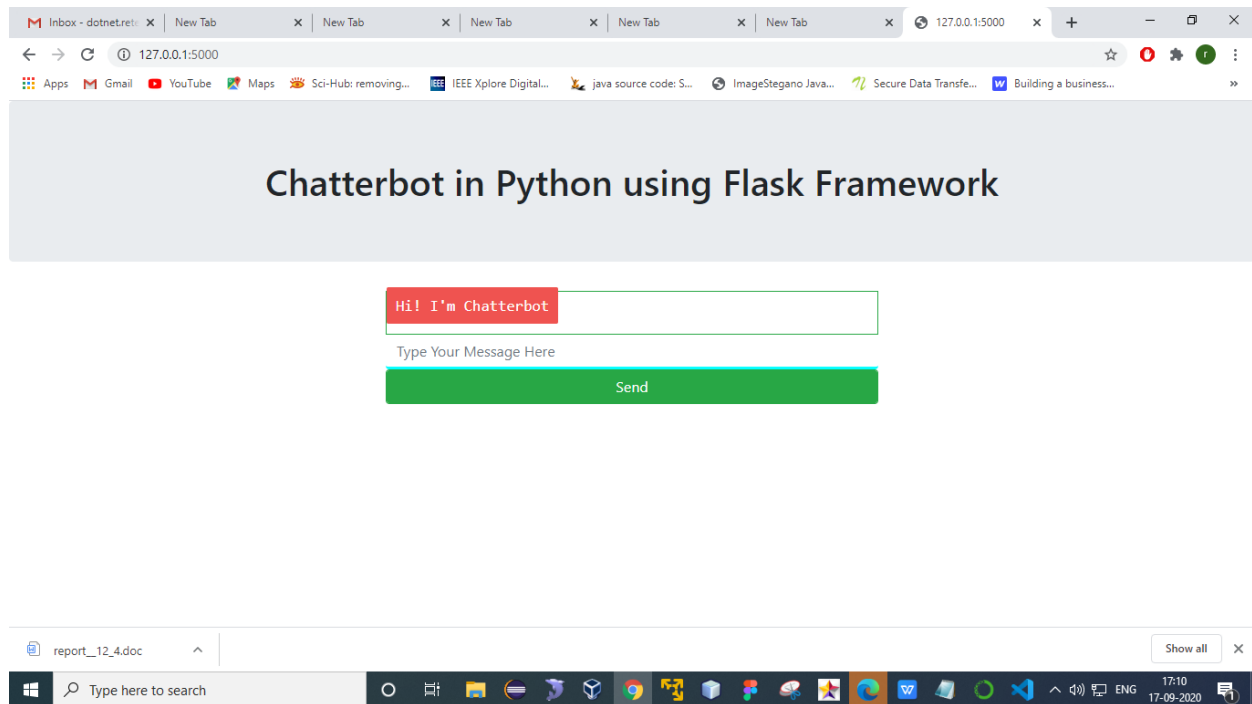 Inbox - dotnet.rete
New Tab
New Tab
New Tab
New Tab
New Tab
127.0.0.1:5000
127.0.0.1:5000
Apps
Gmail
YouTube
Maps
Sci-Hub: removing...
IEEE Xplore Digital...
java source code: S...
ImageStegano Java...
Secure Data Transfe...
Building a business...
Chatterbot in Python using Flask Framework
Hi! I'm Chatterbot
Type Your Message Here
Send
report__12_4.doc
Show all
Type here to search
ENG
17:10
17-09-2020